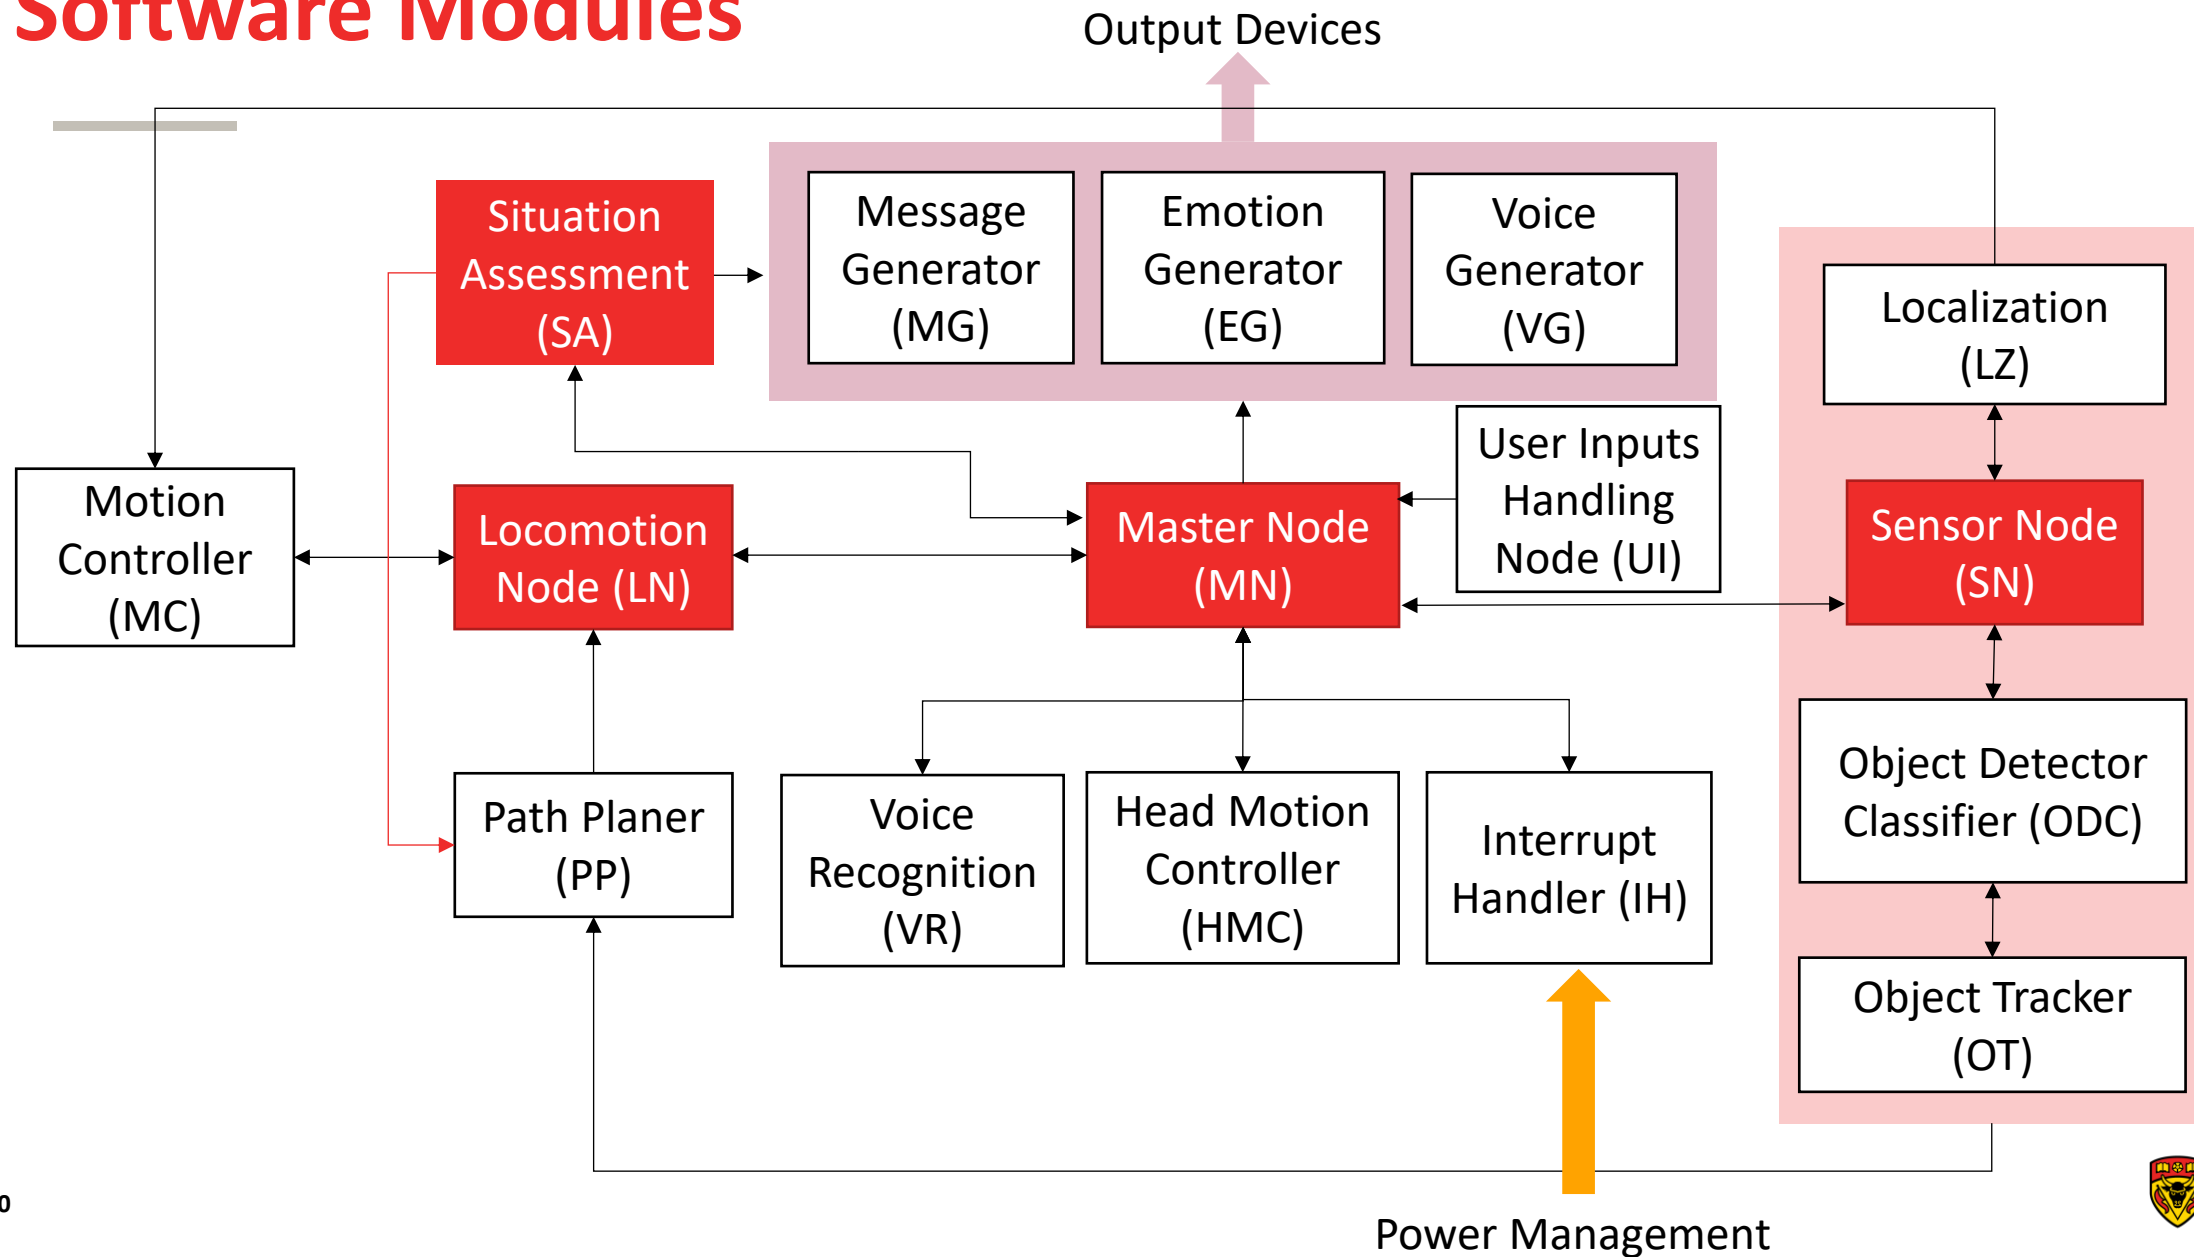 Software Modules
Output Devices
Situation
Assessment
(SA)
Message
Generator
(MG)
Emotion
Generator
(EG)
Voice
Generator
(VG)
Localization
(LZ)
User Inputs
Handling
Node (UI)
Motion
Controller
(MC)
Locomotion
Node (LN)
Master Node
(MN)
Sensor Node
(SN)
Path Planer
(PP)
Voice
Recognition
(VR)
Head Motion
Controller
(HMC)
Interrupt
Handler (IH)
Object Detector
Classifier (ODC)
Object Tracker
(OT)
0
Power Management